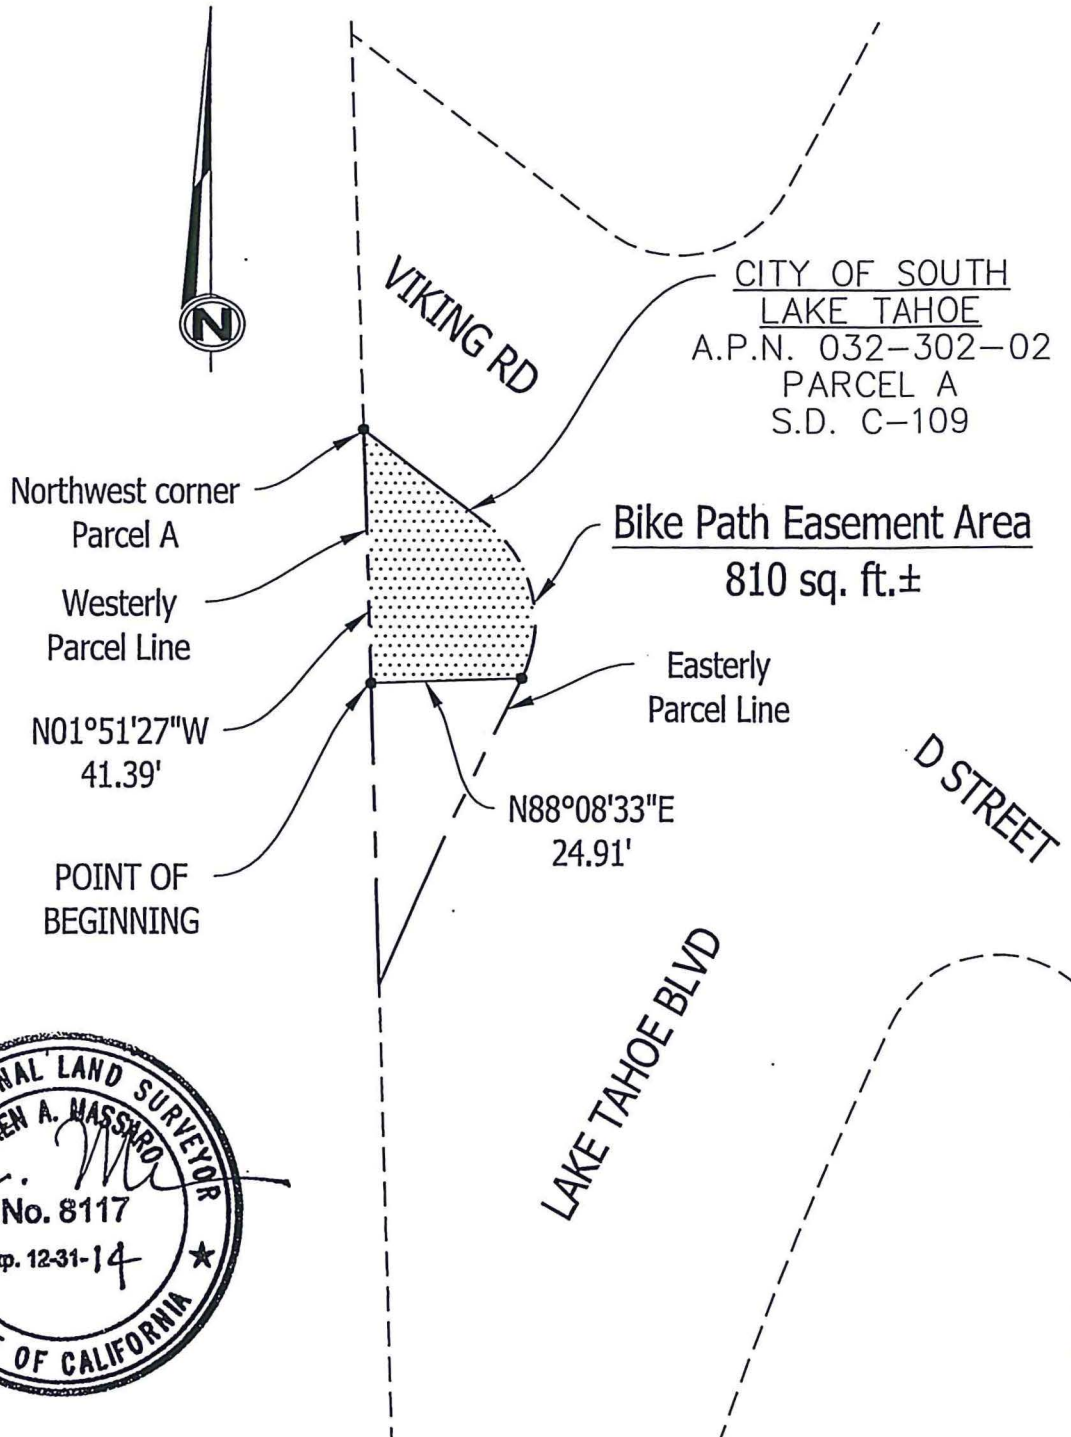 N
VIKING RD
CITY OF SOUTH
LAKE TAHOE
A.P.N. 032-302-02
PARCEL A
S.D. C-109
Northwest corner
Parcel A
Bike Path Easement Area
810 sq. ft.±
Westerly
Parcel Line
Easterly
Parcel Line
N01°51'27"W
41.39'
N88°08'33"E
24.91'
D STREET
POINT OF
BEGINNING
LAKE TAHOE BLVD
NAL LAND SURVEYOR
EN A. MASSARO
No. 8117
p. 12-31-14
OF CALIFORNIA